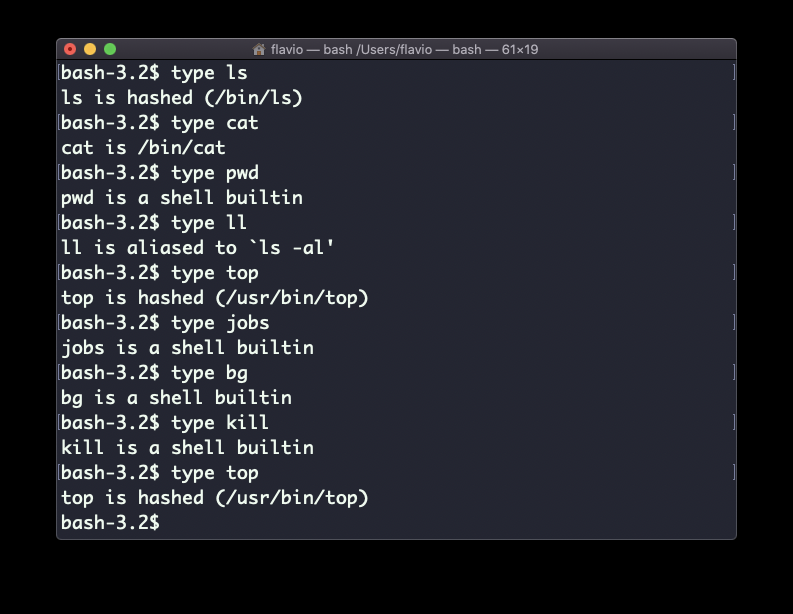 flavio — bash /Users/flavio — bash — 61×19
[bash-3.2$ type ls ]
ls is hashed (/bin/ls)
[bash-3.2$ type cat ]
cat is /bin/cat
[bash-3.2$ type pwd ]
pwd is a shell builtin
[bash-3.2$ type ll ]
ll is aliased to `ls -al'
[bash-3.2$ type top ]
top is hashed (/usr/bin/top)
[bash-3.2$ type jobs ]
jobs is a shell builtin
[bash-3.2$ type bg ]
bg is a shell builtin
[bash-3.2$ type kill ]
kill is a shell builtin
[bash-3.2$ type top ]
top is hashed (/usr/bin/top)
bash-3.2$